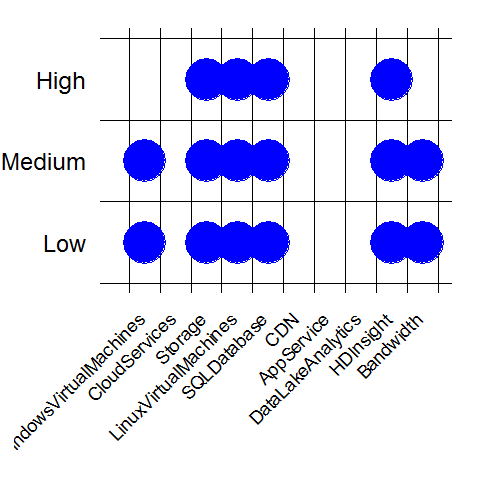 High
Medium
Low
ndowsVirtualMachines
CloudServices
Storage
LinuxVirtualMachines
SQLDatabase
CDN
AppService
DataLakeAnalytics
HDInsight
Bandwidth